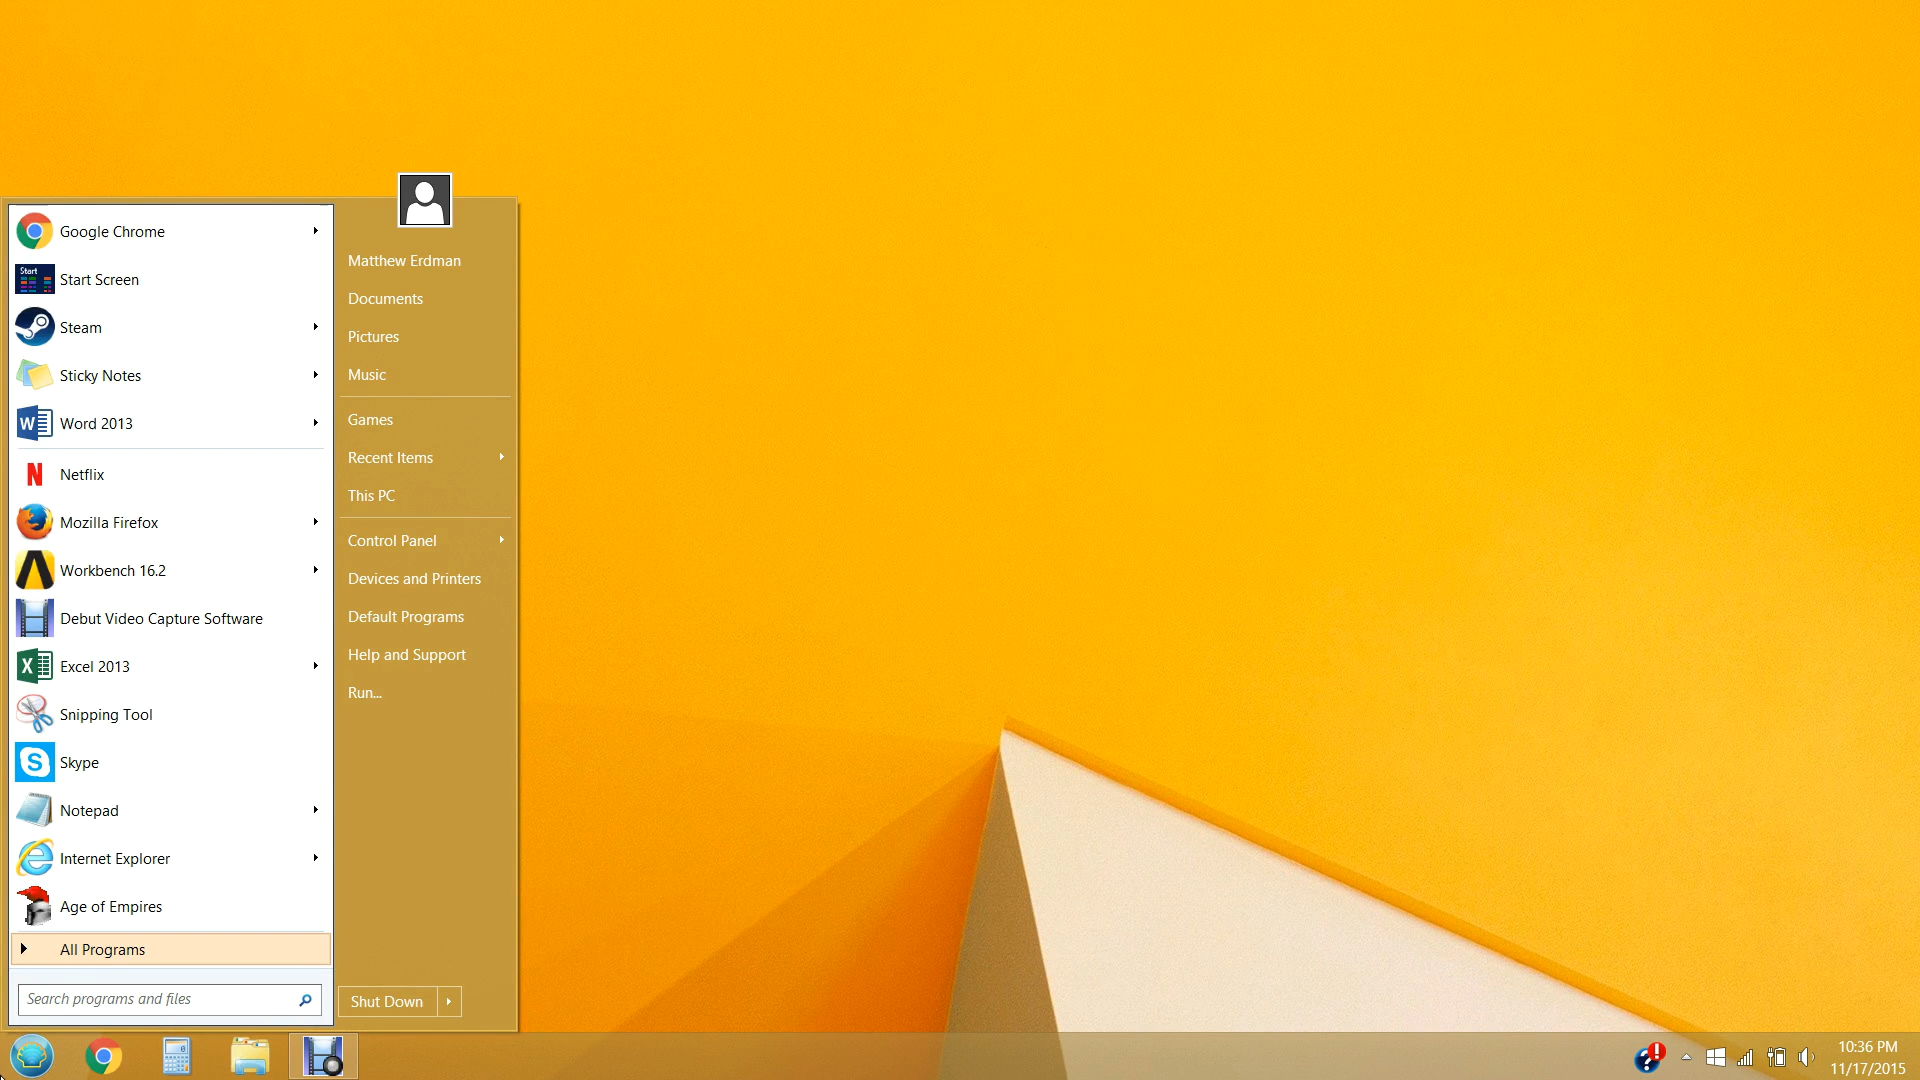 Google Chrome
Start
Start Screen
Steam
Sticky Notes
Word 2013
Netflix
Mozilla Firefox
Workbench 16.2
Debut Video Capture Software
Excel 2013
Snipping Tool
Skype
Notepad
Internet Explorer
Age of Empires
All Programs
Search programs and files
Matthew Erdman
Documents
Pictures
Music
Games
Recent Items
This PC
Control Panel
Devices and Printers
Default Programs
Help and Support
Run...
Shut Down
10:36 PM
11/17/2015